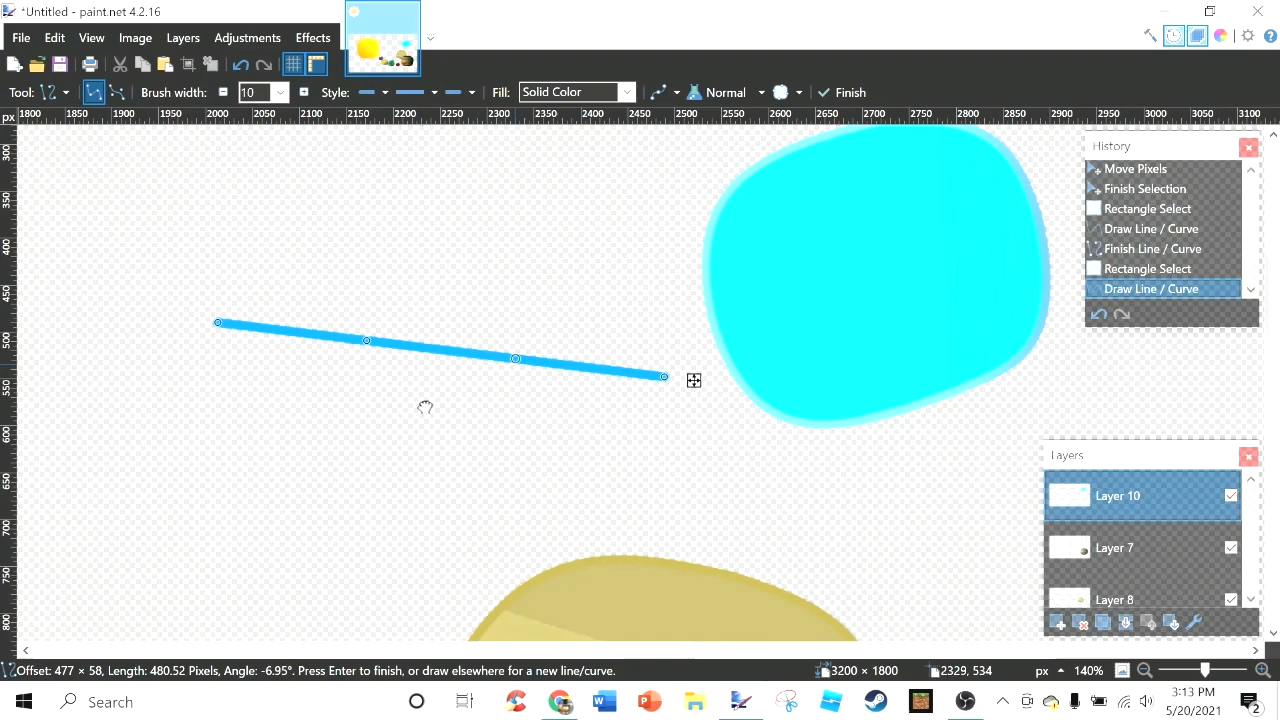 *Untitled - paint.net 4.2.16
File Edit View Image Layers Adjustments Effects
Tool: Brush width: 10 Style: Fill: Solid Color Normal Finish
px 1800 1850 1900 1950 2000 2050 2100 2150 2200 2250 2300 2350 2400 2450 2500 2550 2600 2650 2700 2750 2800 2850 2900 2950 3000 3050 3100
300
350
400
450
500
550
600
650
700
750
800
History
Move Pixels
Finish Selection
Rectangle Select
Draw Line / Curve
Finish Line / Curve
Rectangle Select
Draw Line / Curve
Layers
Layer 10
Layer 7
Layer 8
Offset: 477 × 58, Length: 480.52 Pixels, Angle: -6.95°. Press Enter to finish, or draw elsewhere for a new line/curve. 3200 × 1800 2329, 534 px 140%
Search
3:13 PM
5/20/2021
2